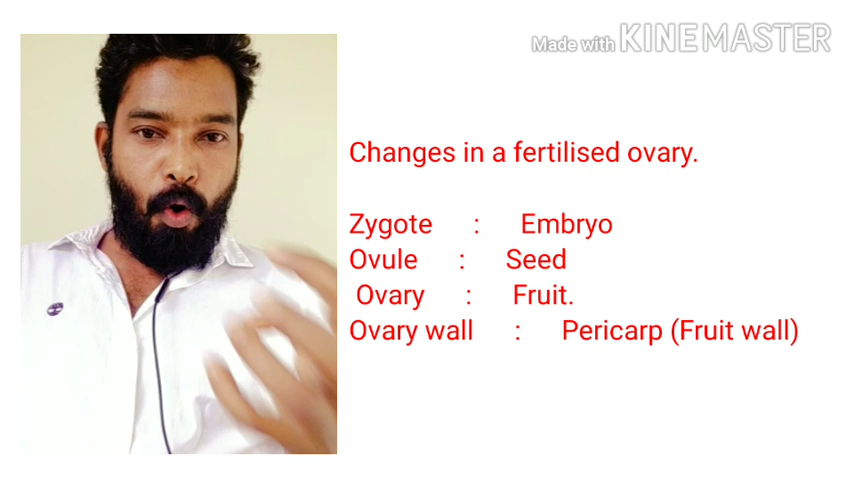 Made with KINEMASTER
Changes in a fertilised ovary.
Zygote : Embryo
Ovule : Seed
Ovary : Fruit.
Ovary wall : Pericarp (Fruit wall)